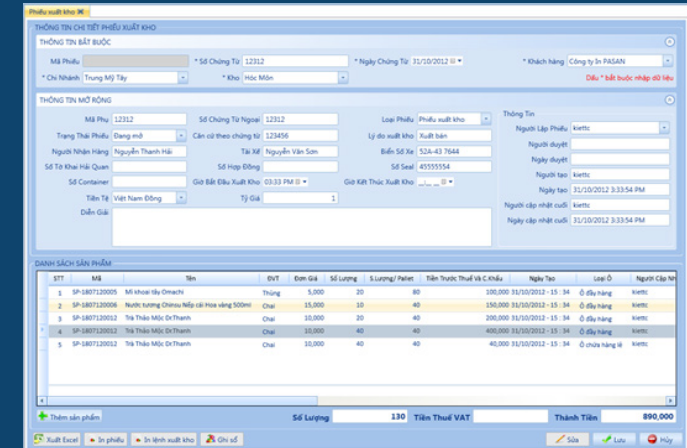 Phiếu xuất kho
THÔNG TIN CHI TIẾT PHIẾU XUẤT KHO
THÔNG TIN BẮT BUỘC
Mã Phiếu * Số Chứng Từ 12312 * Ngày Chứng Từ 31/10/2012 * Khách hàng Công ty In PASAN
* Chi Nhánh Trung Mỹ Tây * Kho Hóc Môn Dấu * bắt buộc nhập dữ liệu
THÔNG TIN MỞ RỘNG
Mã Phụ 12312 Số Chứng Từ Ngoại 12312 Loại Phiếu Phiếu xuất kho Thông Tin
Trạng Thái Phiếu Đang mở Căn cứ theo chứng từ 123456 Lý do xuất kho Xuất bán Người Lập Phiếu kiettc
Người Nhận Hàng Nguyễn Thanh Hải Tài Xế Nguyễn Văn Sơn Biển Số Xe 52A-43 7644 Người duyệt
Số Tờ Khai Hải Quan Số Hợp Đồng Số Seal 45555554 Ngày duyệt
Số Container Giờ Bắt Đầu Xuất Kho 03:33 PM Giờ Kết Thúc Xuất Kho __:__ __ Người tạo kiettc
Tiền Tệ Việt Nam Đồng Tỷ Giá 1 Ngày tạo 31/10/2012 3:33:54 PM
Diễn Giải Người cập nhật cuối kiettc
Ngày cập nhật cuối 31/10/2012 3:33:54 PM
DANH SÁCH SẢN PHẨM
STT Mã Tên ĐVT Đơn Giá Số Lượng S.Lượng/ Pallet Tiền Trước Thuế Và C.Khấu Ngày Tạo Loại Ô Người Cập Nh
1 SP-1807120005 Mì khoai tây Omachi Thùng 5,000 20 80 100,000 31/10/2012 - 15 : 34 Ô đầy hàng kiettc
2 SP-1807120006 Nước tương Chinsu Nếp cái Hoa vàng 500ml Chai 15,000 10 40 150,000 31/10/2012 - 15 : 34 Ô đầy hàng kiettc
3 SP-1807120012 Trà Thảo Mộc Dr.Thanh Chai 10,000 20 40 200,000 31/10/2012 - 15 : 34 Ô đầy hàng kiettc
4 SP-1807120012 Trà Thảo Mộc Dr.Thanh Chai 10,000 40 40 400,000 31/10/2012 - 15 : 34 Ô đầy hàng kiettc
5 SP-1807120012 Trà Thảo Mộc Dr.Thanh Chai 10,000 40 40 40,000 31/10/2012 - 15 : 34 Ô chứa hàng lẻ kiettc
Thêm sản phẩm Số Lượng 130 Tiền Thuế VAT Thành Tiền 890,000
Xuất Excel In phiếu In lệnh xuất kho Ghi sổ Sửa Lưu Hủy